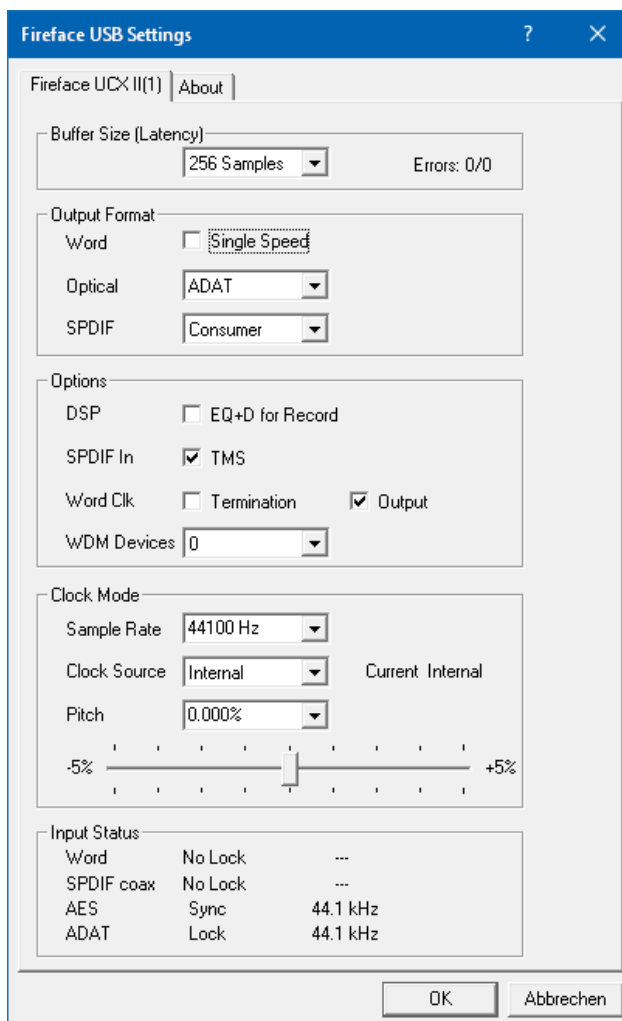 Fireface USB Settings ? ×
Fireface UCX II(1) About
Buffer Size (Latency)
256 Samples Errors: 0/0
Output Format
Word Single Speed
Optical ADAT
SPDIF Consumer
Options
DSP EQ+D for Record
SPDIF In TMS
Word Clk Termination Output
WDM Devices 0
Clock Mode
Sample Rate 44100 Hz
Clock Source Internal Current Internal
Pitch 0.000%
-5% +5%
Input Status
Word No Lock ---
SPDIF coax No Lock ---
AES Sync 44.1 kHz
ADAT Lock 44.1 kHz
OK Abbrechen